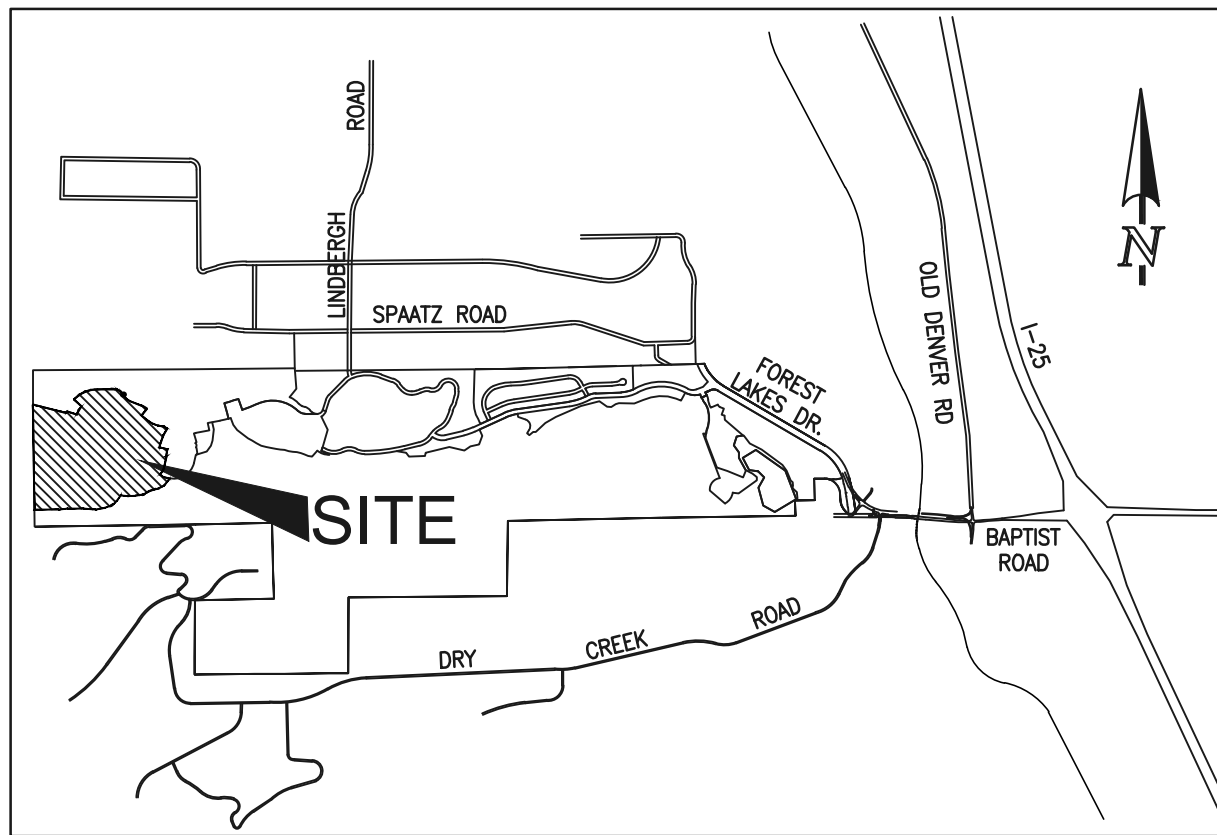 LINDBERGH ROAD
SPAATZ ROAD
FOREST
LAKES DR.
OLD DENVER RD
I-25
N
SITE
BAPTIST
ROAD
DRY CREEK ROAD